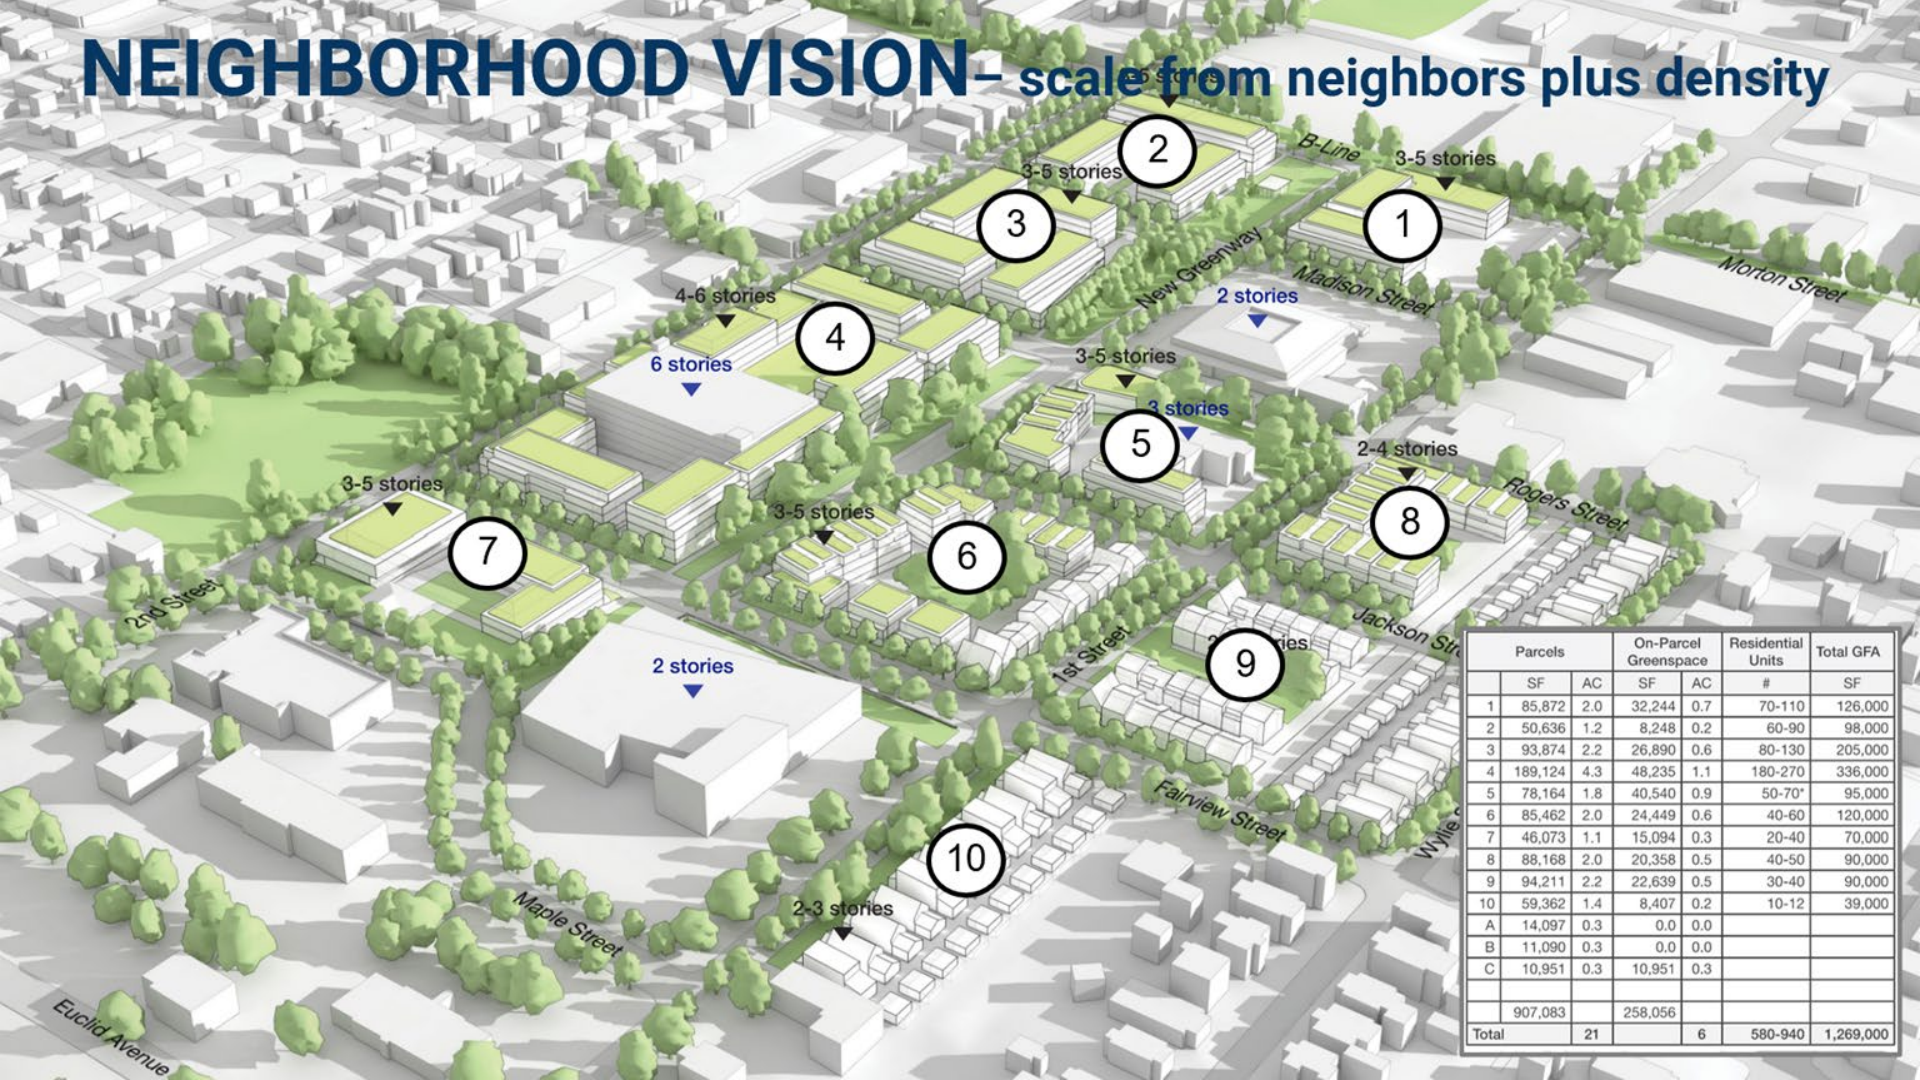 NEIGHBORHOOD VISION– scale from neighbors plus density
2
B-Line
3-5 stories
3-5 stories
3
1
New Greenway
Madison Street
Morton Street
4-6 stories
2 stories
4
6 stories
3-5 stories
3 stories
5
2-4 stories
3-5 stories
Rogers Street
3-5 stories
8
7
6
2nd Street
Jackson Str
1st Street
9
ries
2 stories
Fairview Street
Wylie S
10
2-3 stories
Maple Street
Euclid Avenue
Parcels On-Parcel Greenspace Residential Units Total GFA
SF AC SF AC # SF
1 85,872 2.0 32,244 0.7 70-110 126,000
2 50,636 1.2 8,248 0.2 60-90 98,000
3 93,874 2.2 26,890 0.6 80-130 205,000
4 189,124 4.3 48,235 1.1 180-270 336,000
5 78,164 1.8 40,540 0.9 50-70* 95,000
6 85,462 2.0 24,449 0.6 40-60 120,000
7 46,073 1.1 15,094 0.3 20-40 70,000
8 88,168 2.0 20,358 0.5 40-50 90,000
9 94,211 2.2 22,639 0.5 30-40 90,000
10 59,362 1.4 8,407 0.2 10-12 39,000
A 14,097 0.3 0.0 0.0
B 11,090 0.3 0.0 0.0
C 10,951 0.3 10,951 0.3
907,083 258,056
Total 21 6 580-940 1,269,000